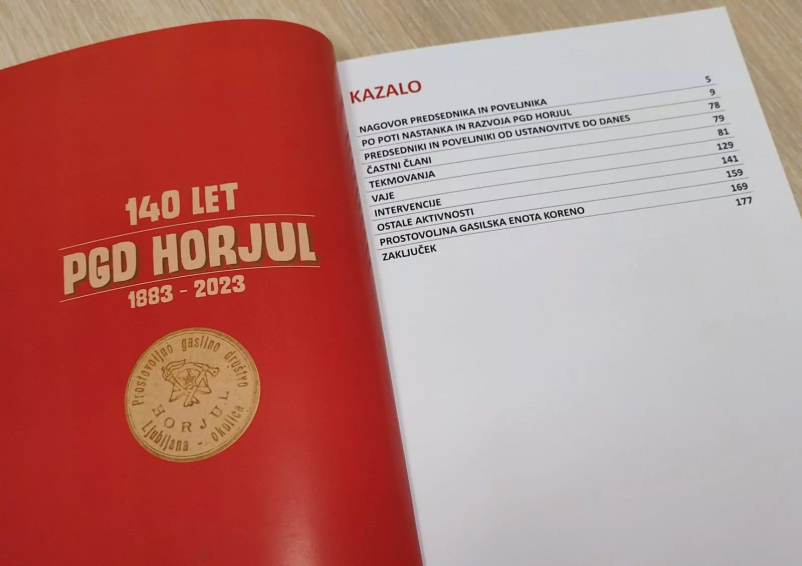 140 LET
PGD HORJUL
1883 - 2023
Prostovoljno gasilno društvo
HORJUL
Ljubljana - okolica
KAZALO
NAGOVOR PREDSEDNIKA IN POVELJNIKA 5
PO POTI NASTANKA IN RAZVOJA PGD HORJUL 9
PREDSEDNIKI IN POVELJNIKI OD USTANOVITVE DO DANES 78
ČASTNI ČLANI 79
TEKMOVANJA 81
VAJE 129
INTERVENCIJE 141
OSTALE AKTIVNOSTI 159
PROSTOVOLJNA GASILSKA ENOTA KORENO 169
ZAKLJUČEK 177